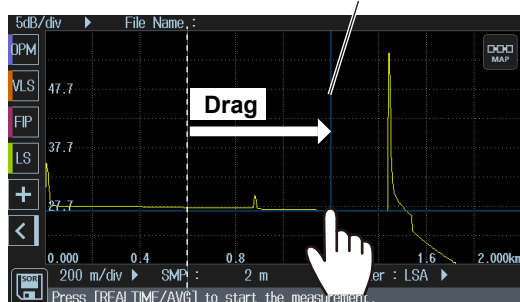 5dB/div ▶ File Name.:
OPM
MAP
VLS
47.7
Drag
FIP
37.7
LS
+
27.7
<
0.000 0.4 0.8 1.6 2.000km
SOR
200 m/div ▶ SMP : 2 m er : LSA ▶
Press [REALTIME/AVG] to start the measurement.